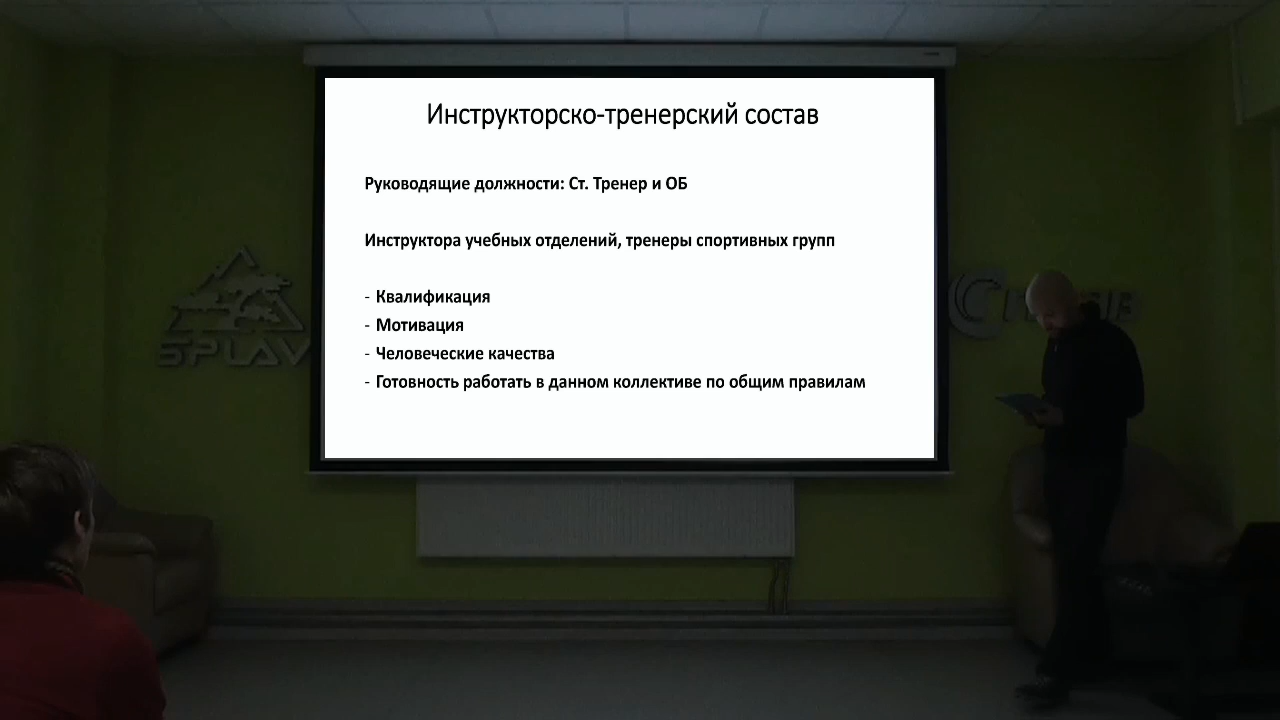 Инструкторско-тренерский состав
Руководящие должности: Ст. Тренер и ОБ
Инструктора учебных отделений, тренеры спортивных групп
- Квалификация
- Мотивация
- Человеческие качества
- Готовность работать в данном коллективе по общим правилам
SPLAV